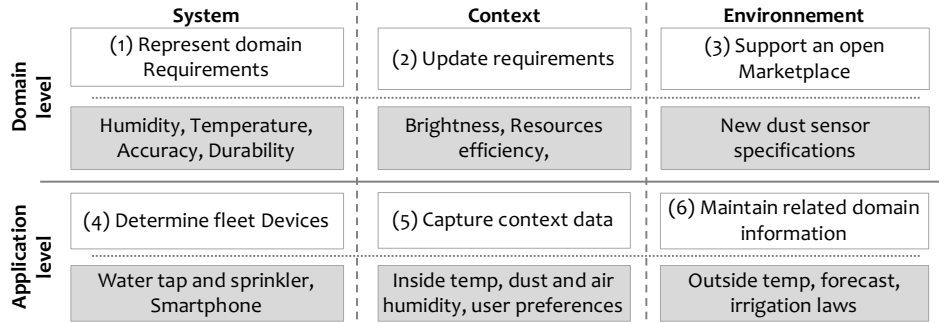 System
Context
Environnement
Domain
level
(1) Represent domain
Requirements
(2) Update requirements
(3) Support an open
Marketplace
Humidity, Temperature,
Accuracy, Durability
Brightness, Resources
efficiency,
New dust sensor
specifications
Application
level
(4) Determine fleet Devices
(5) Capture context data
(6) Maintain related domain
information
Water tap and sprinkler,
Smartphone
Inside temp, dust and air
humidity, user preferences
Outside temp, forecast,
irrigation laws